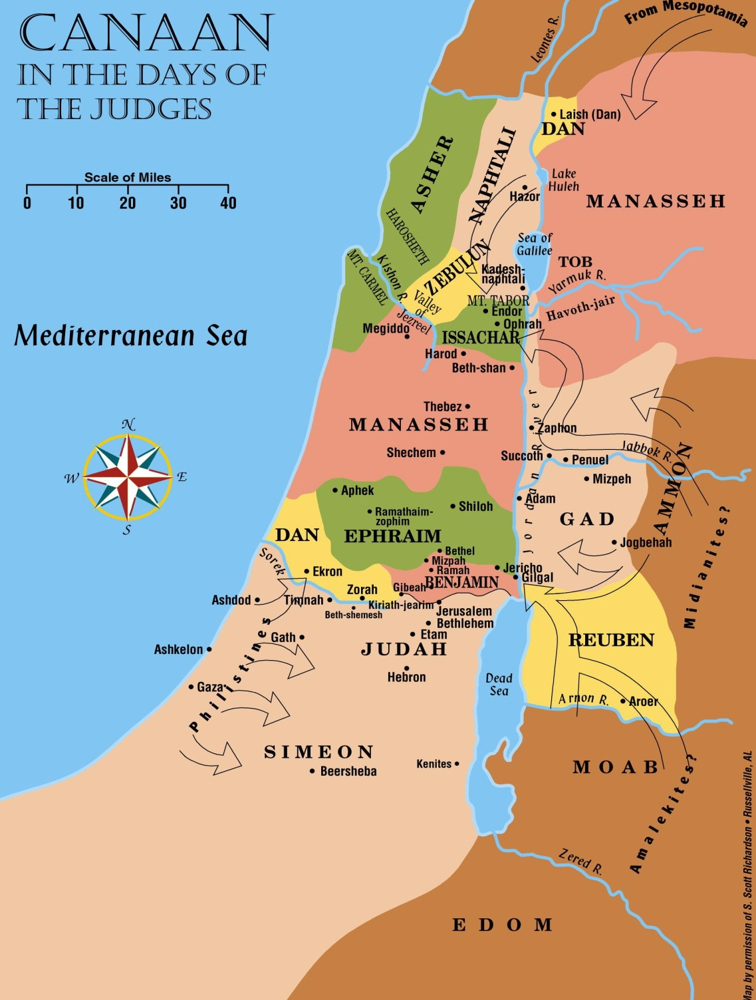 CANAAN
IN THE DAYS OF
THE JUDGES
From Mesopotamia
Leontes R.
Laish (Dan)
DAN
ASHER
NAPHTALI
Lake
Huleh
Scale of Miles
0 10 20 30 40
Hazor
MANASSEH
HAROSHETH
Sea of
Galilee
MT. CARMEL
Kishon R.
ZEBULUN
TOB
Kadesh-
naphtali
Yarmuk R.
Valley
of
Jezreel
MT. TABOR
Endor
Havoth-jair
Megiddo
Ophrah
ISSACHAR
Mediterranean Sea
Harod
Beth-shan
Thebez
MANASSEH
Jordan River
Zaphon
N
W
E
S
Shechem
Succoth
Penuel
Jabbok R.
Mizpeh
AMMON
Aphek
Adam
Shiloh
Ramathaim-
zophim
GAD
Midianites?
DAN
EPHRAIM
Jogbehah
Sorek
Bethel
Mizpah
Ramah
Ekron
Jericho
Gilgal
BENJAMIN
Gibeah
Zorah
Ashdod
Timnah
Kiriath-jearim
Beth-shemesh
Jerusalem
Bethlehem
Etam
Gath
JUDAH
REUBEN
Ashkelon
Philistines
Hebron
Dead
Sea
Gaza
Arnon R.
Aroer
SIMEON
Beersheba
Kenites
MOAB
Amalekites?
Zered R.
EDOM
Map by permission of S. Scott Richardson • Russellville, AL